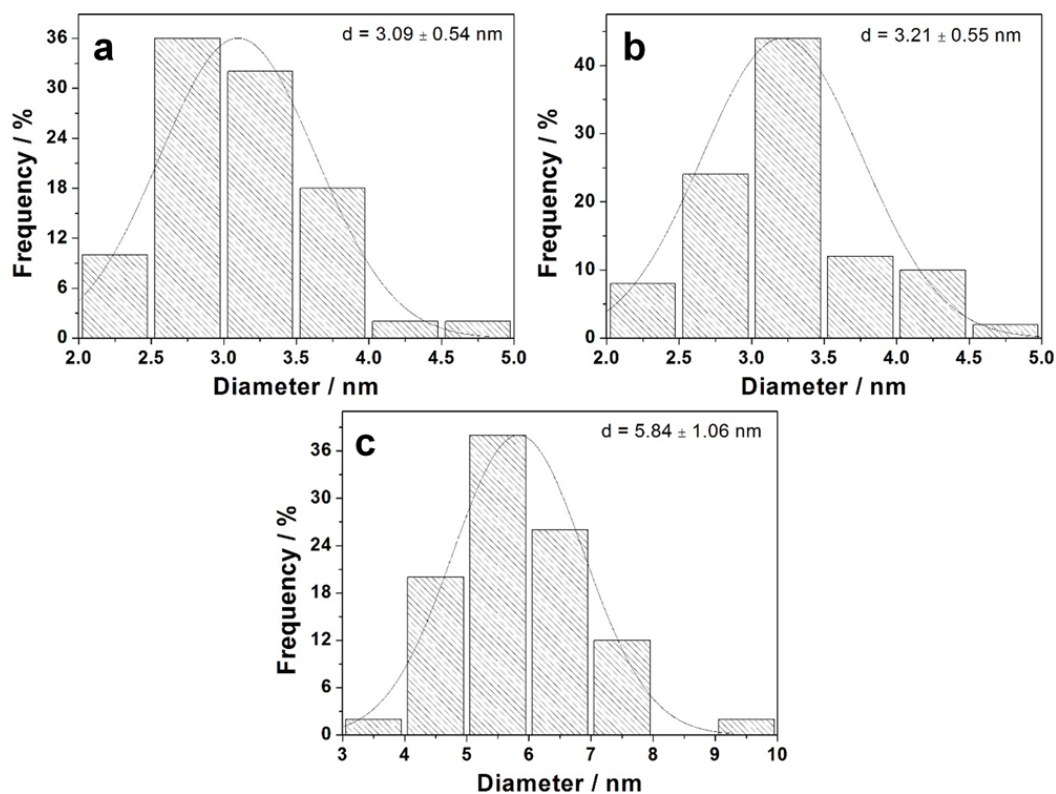 a
d = 3.09 ± 0.54 nm
Frequency / %
36
30
24
18
12
6
0
2.0 2.5 3.0 3.5 4.0 4.5 5.0
Diameter / nm
b
d = 3.21 ± 0.55 nm
Frequency / %
40
30
20
10
0
2.0 2.5 3.0 3.5 4.0 4.5 5.0
Diameter / nm
c
d = 5.84 ± 1.06 nm
Frequency / %
36
30
24
18
12
6
0
3 4 5 6 7 8 9 10
Diameter / nm